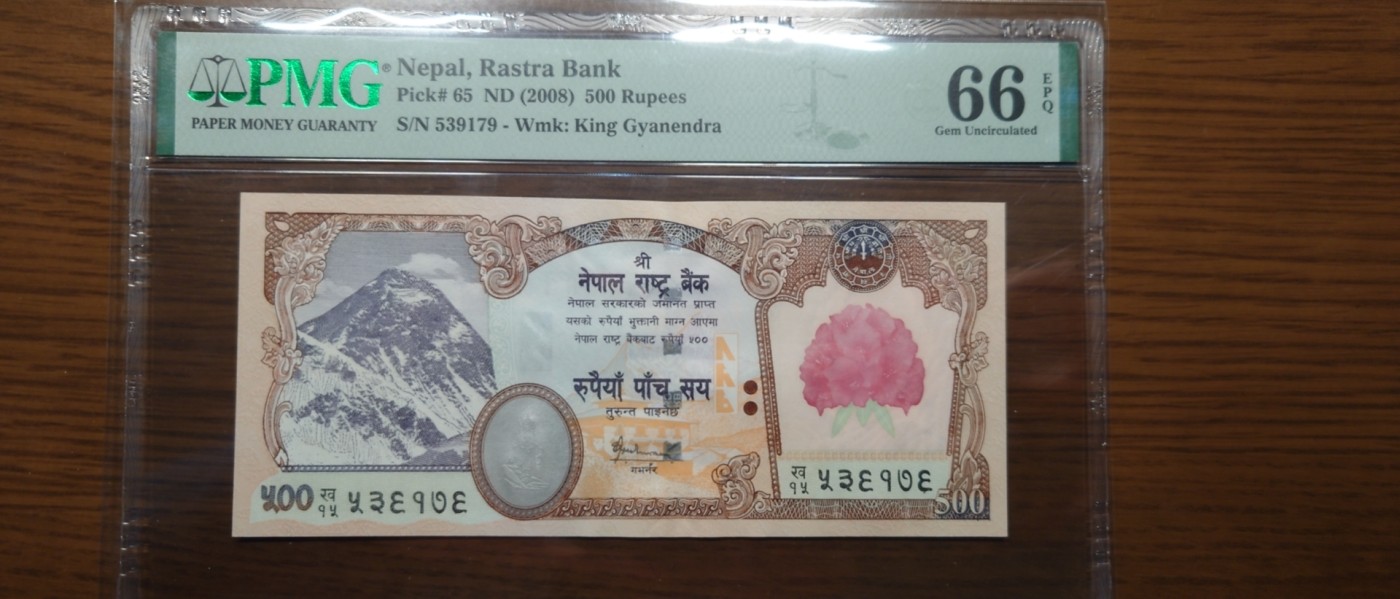 PMG® Nepal, Rastra Bank
Pick# 65 ND (2008) 500 Rupees
PAPER MONEY GUARANTY
S/N 539179 - Wmk: King Gyanendra
66 EPQ
Gem Uncirculated
श्री
नेपाल राष्ट्र बैंक
नेपाल सरकारको जमानत प्राप्त
यसको रुपैयाँ भुक्तानी माग्न आएमा
नेपाल राष्ट्र बैंकबाट रुपैयाँ ५००
रुपैयाँ पाँच सय
तुरुन्त पाइनेछ
गभर्नर
५०० ख १५ ५३९१७९
ख १५ ५३९१७९
500